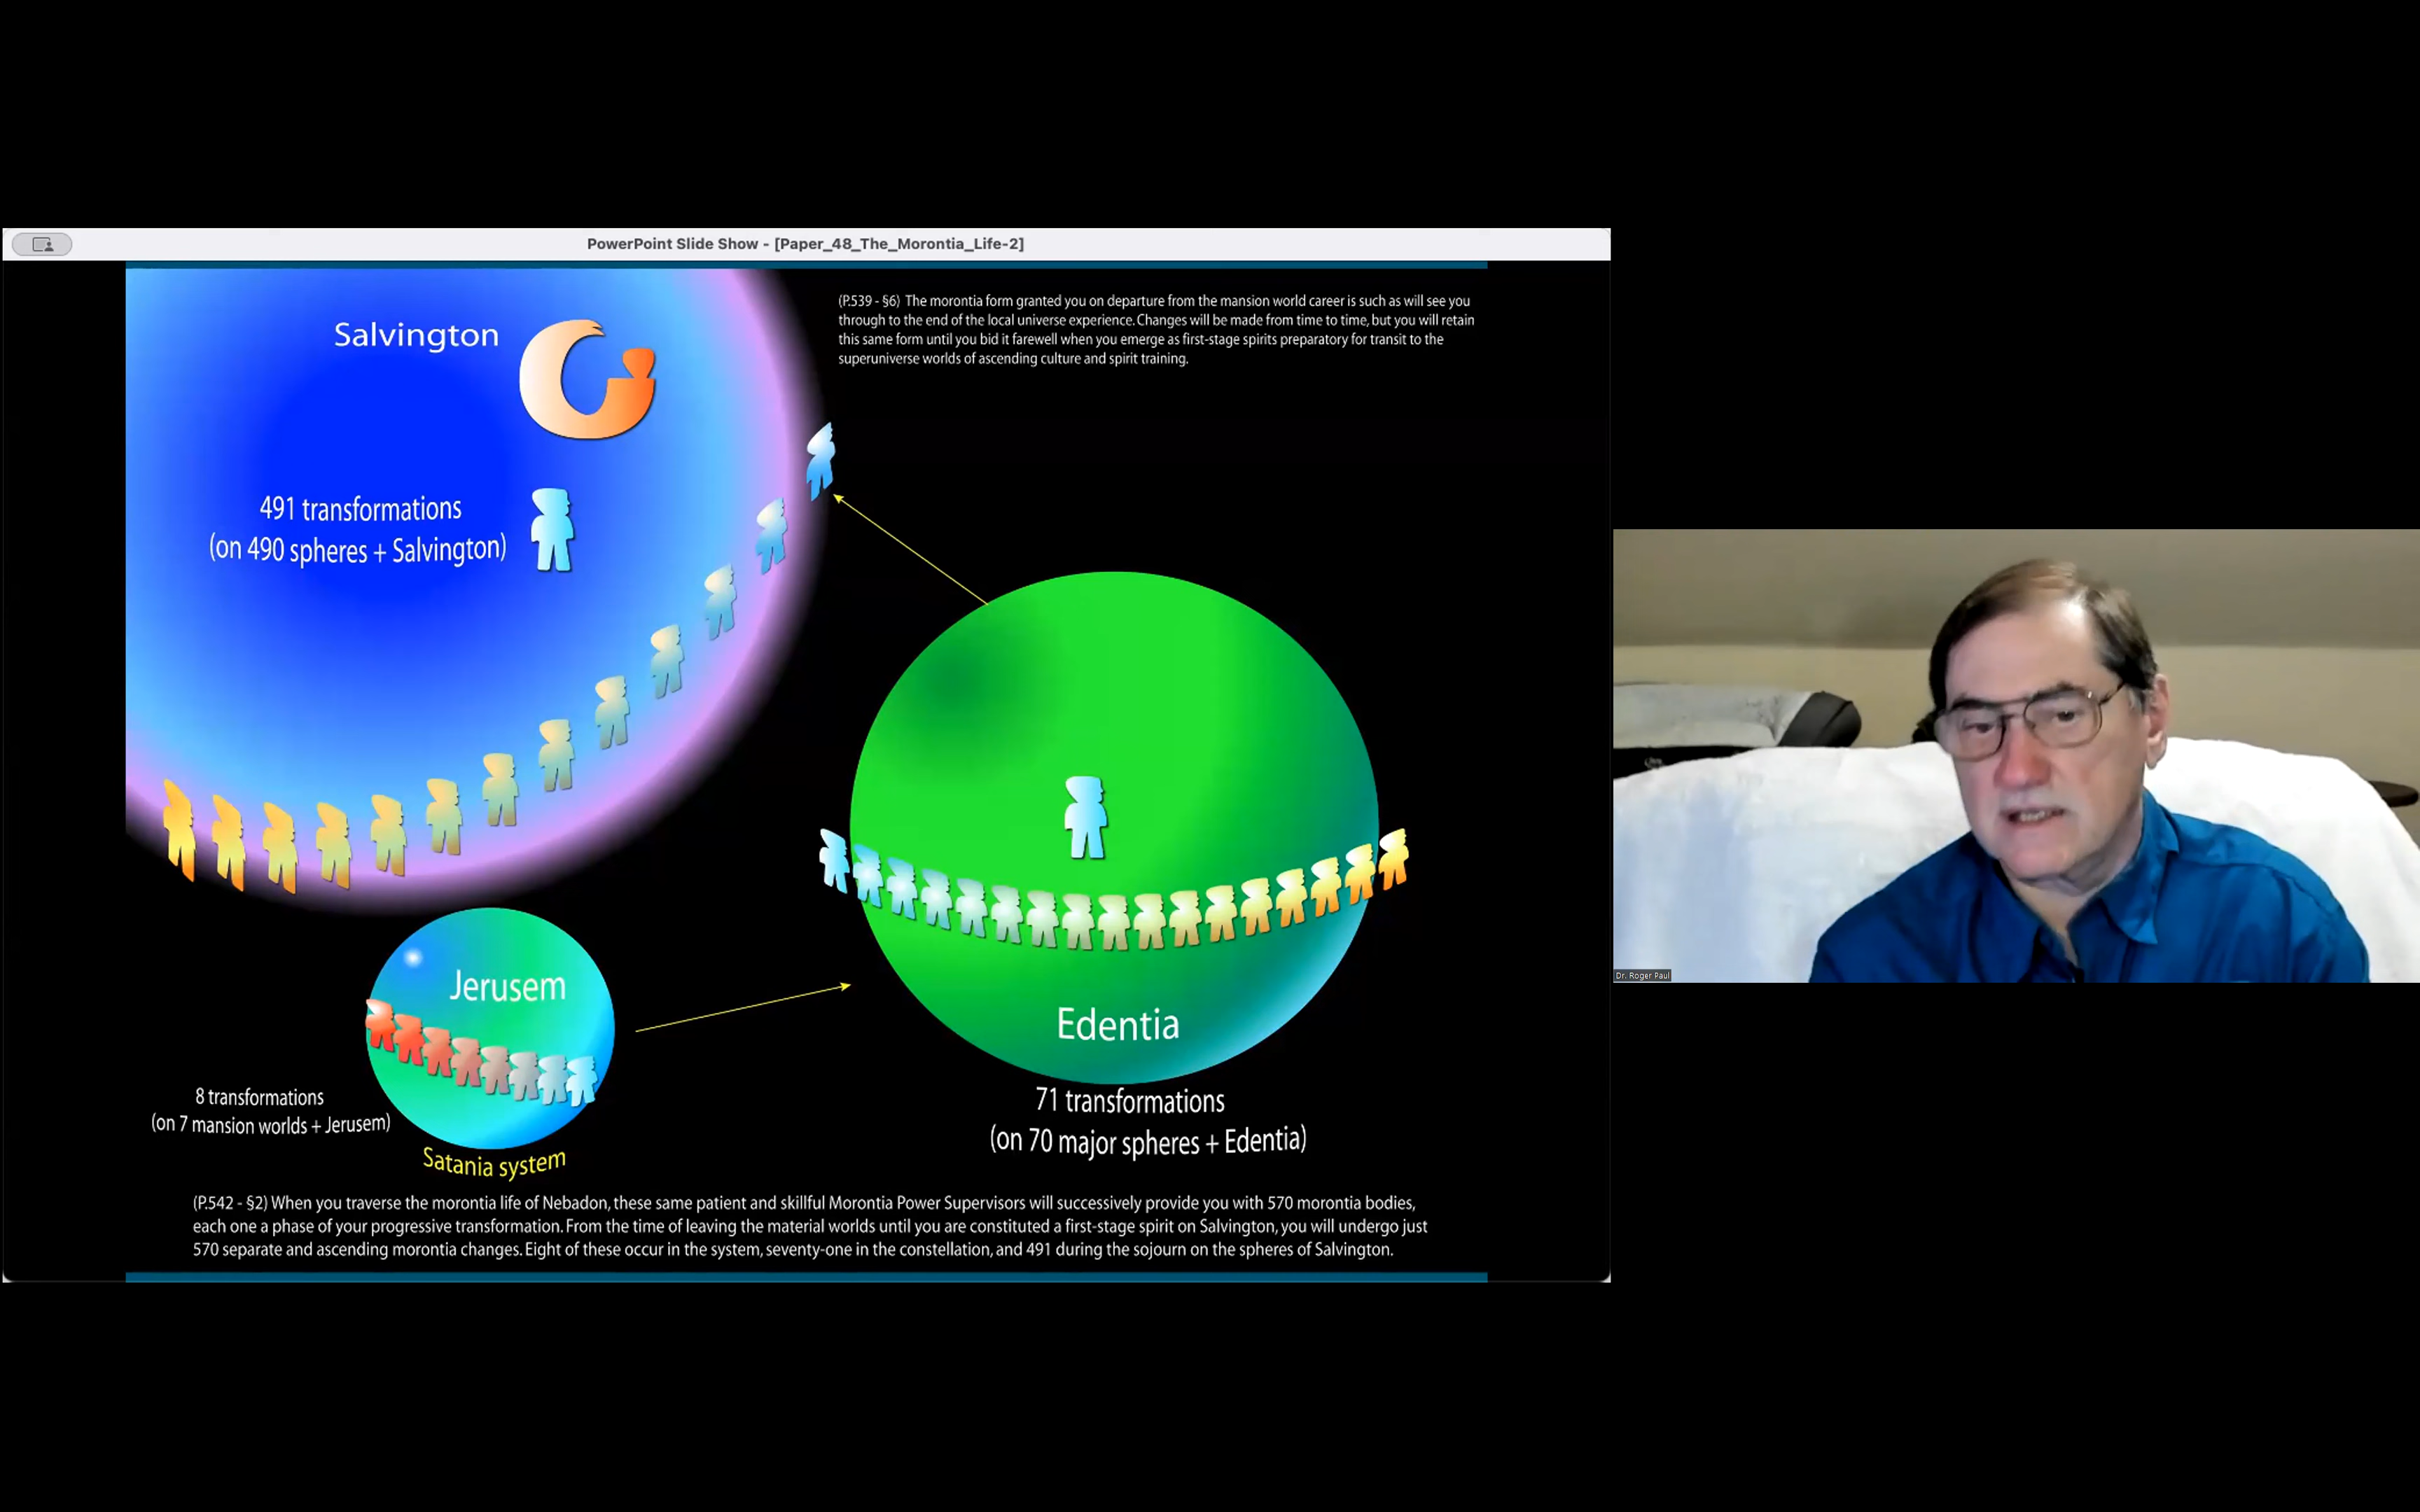 PowerPoint Slide Show - [Paper_48_The_Morontia_Life-2]
Salvington
(P.539 - §6) The morontia form granted you on departure from the mansion world career is such as will see you
through to the end of the local universe experience. Changes will be made from time to time, but you will retain
this same form until you bid it farewell when you emerge as first-stage spirits preparatory for transit to the
superuniverse worlds of ascending culture and spirit training.
491 transformations
(on 490 spheres + Salvington)
Jerusem
8 transformations
(on 7 mansion worlds + Jerusem)
Satania system
Edentia
71 transformations
(on 70 major spheres + Edentia)
(P.542 - §2) When you traverse the morontia life of Nebadon, these same patient and skillful Morontia Power Supervisors will successively provide you with 570 morontia bodies,
each one a phase of your progressive transformation. From the time of leaving the material worlds until you are constituted a first-stage spirit on Salvington, you will undergo just
570 separate and ascending morontia changes. Eight of these occur in the system, seventy-one in the constellation, and 491 during the sojourn on the spheres of Salvington.
Dr. Roger Paul